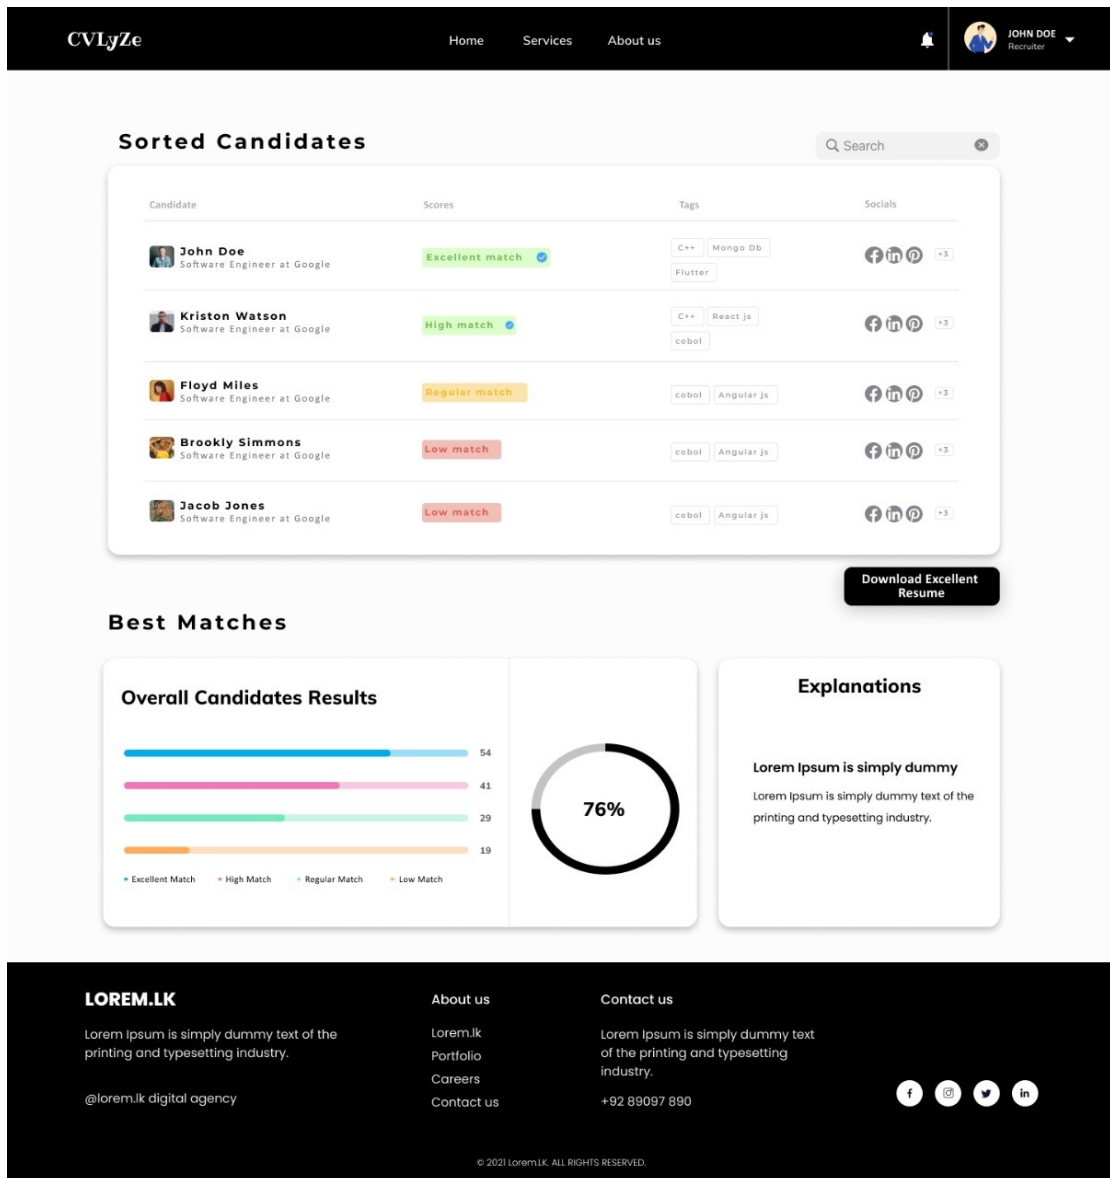 CVLyZe
Home Services About us
JOHN DOE
Recruiter
Sorted Candidates
Search
Candidate Scores Tags Socials
John Doe
Software Engineer at Google
Excellent match
C++ Mongo Db
Flutter
+3
Kriston Watson
Software Engineer at Google
High match
C++ React js
cobol
+3
Floyd Miles
Software Engineer at Google
Regular match
cobol Angular js
+3
Brookly Simmons
Software Engineer at Google
Low match
cobol Angular js
+3
Jacob Jones
Software Engineer at Google
Low match
cobol Angular js
+3
Download Excellent
Resume
Best Matches
Overall Candidates Results
54
41
29
19
Excellent Match High Match Regular Match Low Match
76%
Explanations
Lorem Ipsum is simply dummy
Lorem Ipsum is simply dummy text of the
printing and typesetting industry.
LOREM.LK
Lorem Ipsum is simply dummy text of the
printing and typesetting industry.
@lorem.lk digital agency
About us
Lorem.lk
Portfolio
Careers
Contact us
Contact us
Lorem Ipsum is simply dummy text
of the printing and typesetting
industry.
+92 89097 890
© 2021 Lorem.LK. ALL RIGHTS RESERVED.